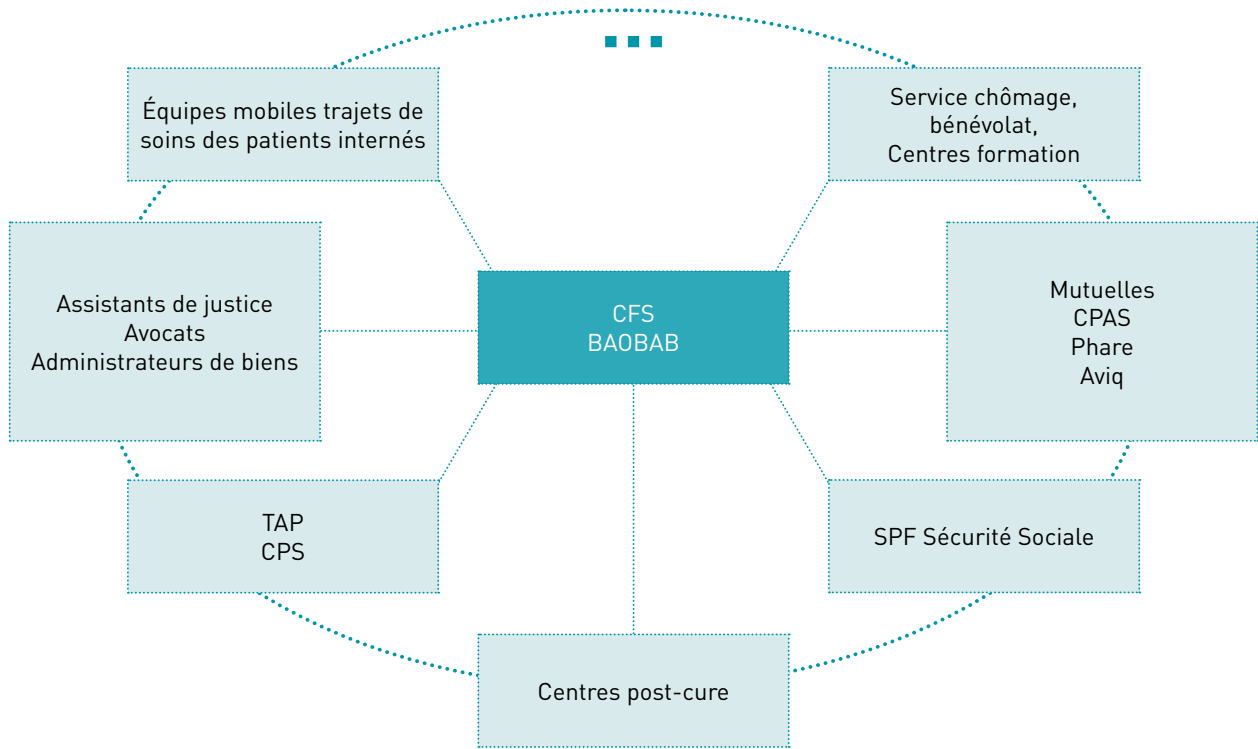 Équipes mobiles trajets de
soins des patients internés
Service chômage,
bénévolat,
Centres formation
Assistants de justice
Avocats
Administrateurs de biens
CFS
BAOBAB
Mutuelles
CPAS
Phare
Aviq
TAP
CPS
SPF Sécurité Sociale
Centres post-cure